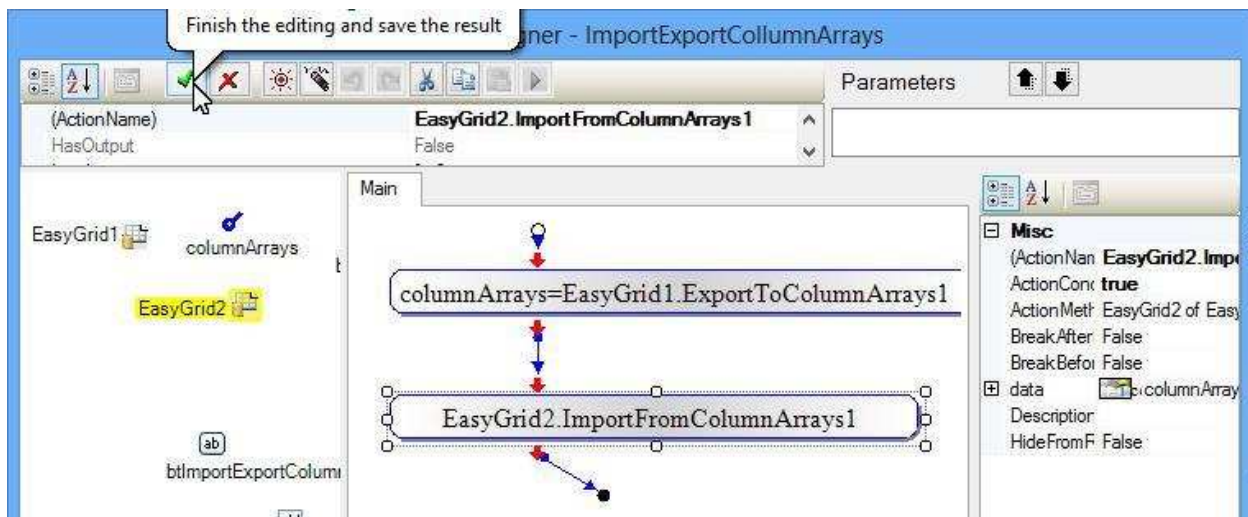 Finish the editing and save the result
ner - ImportExportCollumnArrays
Parameters
(ActionName) EasyGrid2.ImportFromColumnArrays1
HasOutput False
Main
EasyGrid1
columnArrays
EasyGrid2
columnArrays=EasyGrid1.ExportToColumnArrays1
EasyGrid2.ImportFromColumnArrays1
ab
btImportExportColum
Misc
(ActionNan EasyGrid2.Impo
ActionConc true
ActionMeth EasyGrid2 of Easy
BreakAfter False
BreakBefor False
data columnArray
Description
HideFromF False